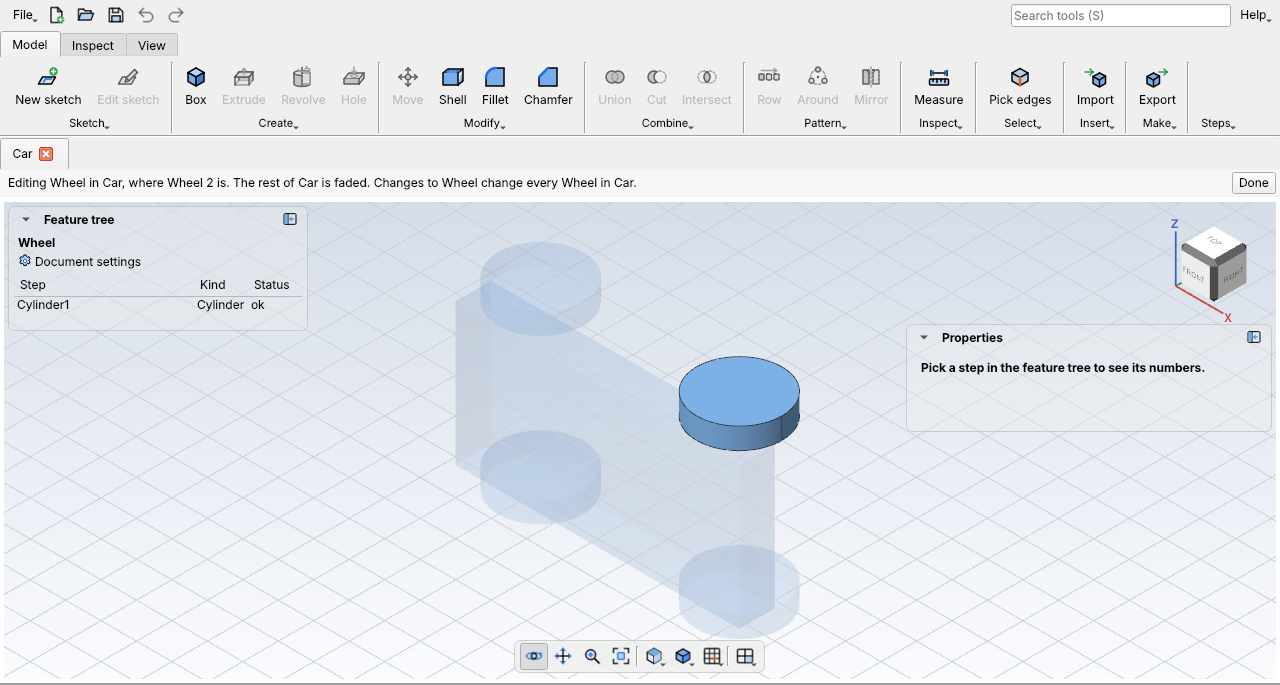 File
Search tools (S)
Help
Model
Inspect
View
New sketch
Edit sketch
Box
Extrude
Revolve
Hole
Move
Shell
Fillet
Chamfer
Union
Cut
Intersect
Row
Around
Mirror
Measure
Pick edges
Import
Export
Sketch
Create
Modify
Combine
Pattern
Inspect
Select
Insert
Make
Steps
Car
Editing Wheel in Car, where Wheel 2 is. The rest of Car is faded. Changes to Wheel change every Wheel in Car.
Done
Feature tree
Wheel
Document settings
Step Kind Status
Cylinder1 Cylinder ok
Z
TOP
FRONT
RIGHT
X
Properties
Pick a step in the feature tree to see its numbers.